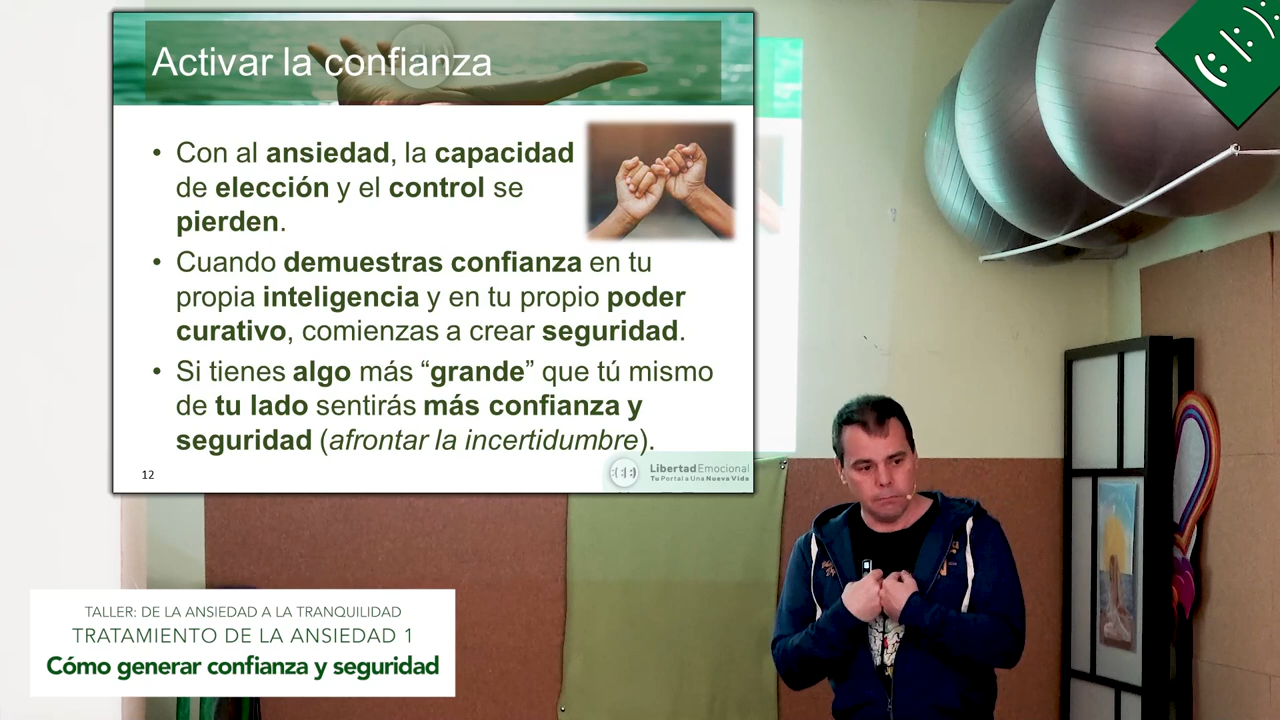 Activar la confianza
• Con al ansiedad, la capacidad
de elección y el control se
pierden.
• Cuando demuestras confianza en tu
propia inteligencia y en tu propio poder
curativo, comienzas a crear seguridad.
• Si tienes algo más “grande” que tú mismo
de tu lado sentirás más confianza y
seguridad (afrontar la incertidumbre).
12
LibertadEmocional
Tu Portal a Una Nueva Vida
TALLER: DE LA ANSIEDAD A LA TRANQUILIDAD
TRATAMIENTO DE LA ANSIEDAD 1
Cómo generar confianza y seguridad